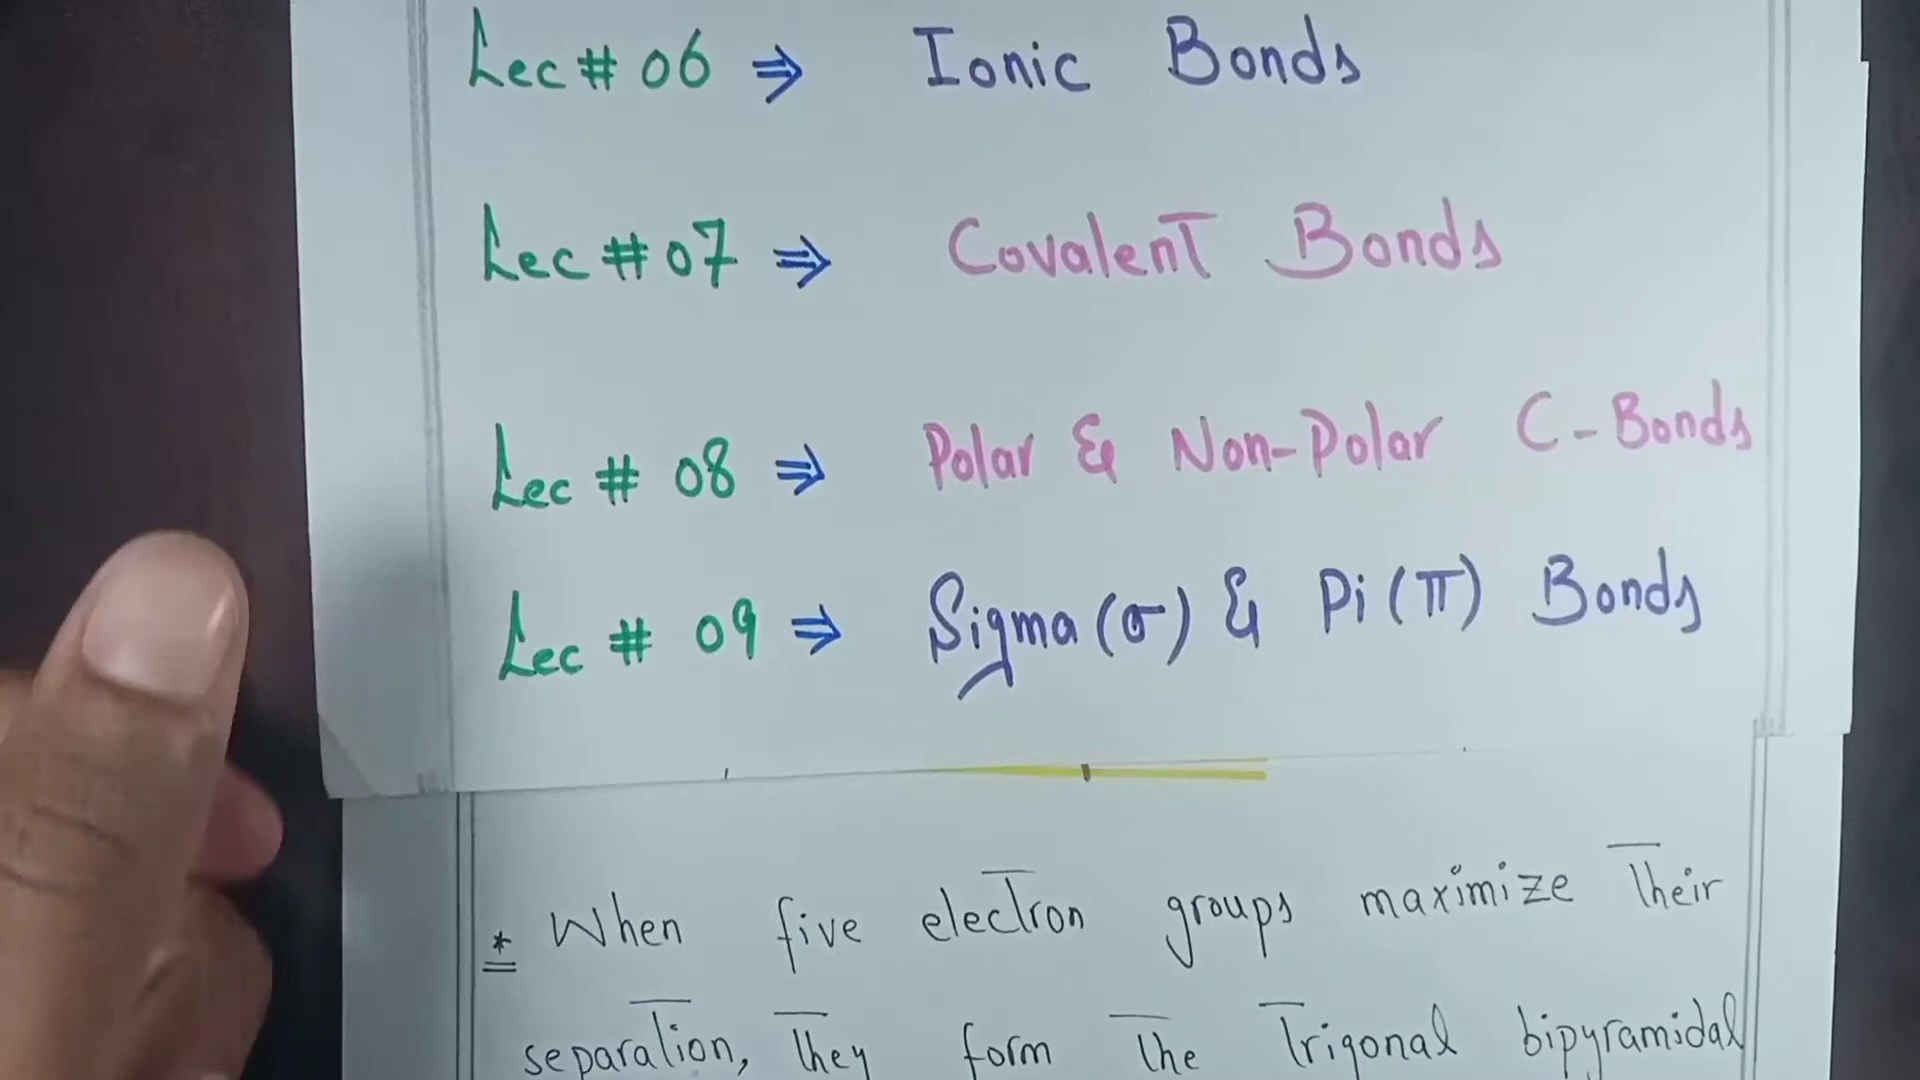 Lec # 06 ⇒ Ionic Bonds
Lec # 07 ⇒ Covalent Bonds
Lec # 08 ⇒ Polar & Non-Polar C-Bonds
Lec # 09 ⇒ Sigma (σ) & Pi (π) Bonds
* When five electron groups maximize their
separation, they form the trigonal bipyramidal